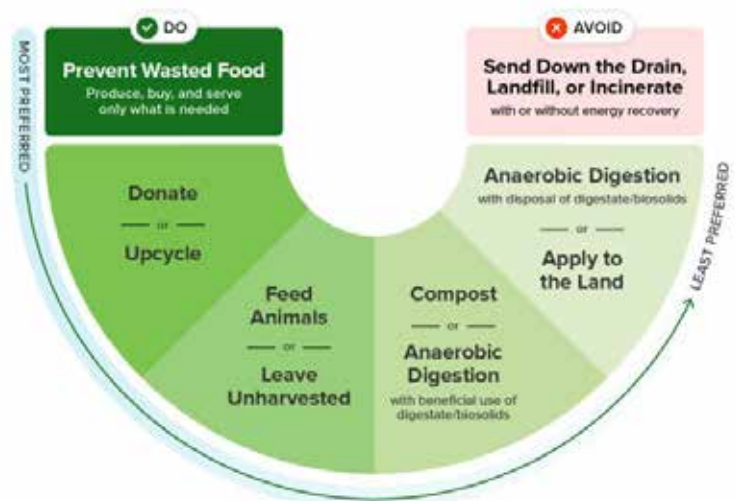 DO
Prevent Wasted Food
Produce, buy, and serve
only what is needed
AVOID
Send Down the Drain,
Landfill, or Incinerate
with or without energy recovery
MOST PREFERRED
Donate
or
Upcycle
Feed
Animals
or
Leave
Unharvested
Compost
or
Anaerobic
Digestion
with beneficial use of
digestate/biosolids
Anaerobic Digestion
with disposal of digestate/biosolids
or
Apply to
the Land
LEAST PREFERRED